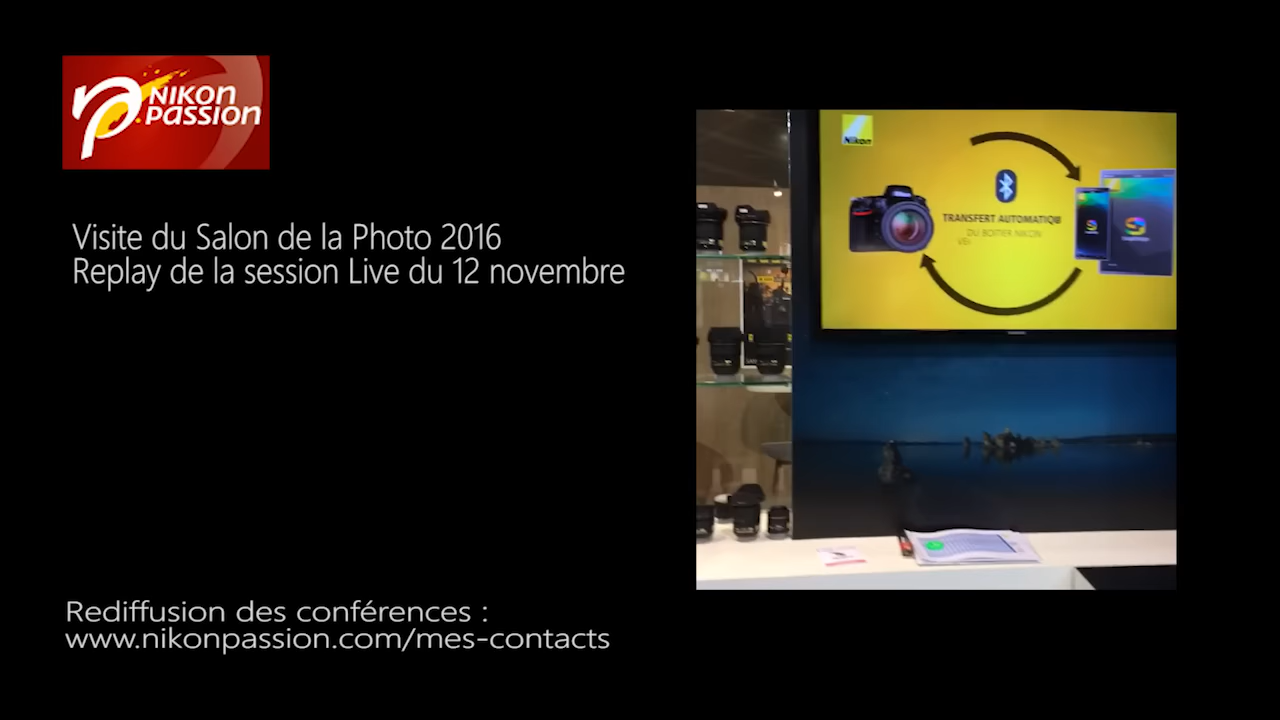 NIKON
PASSION
Visite du Salon de la Photo 2016
Replay de la session Live du 12 novembre
Nikon
TRANSFERT AUTOMATIQU
DU BOITIER NIKON
Rediffusion des conférences :
www.nikonpassion.com/mes-contacts